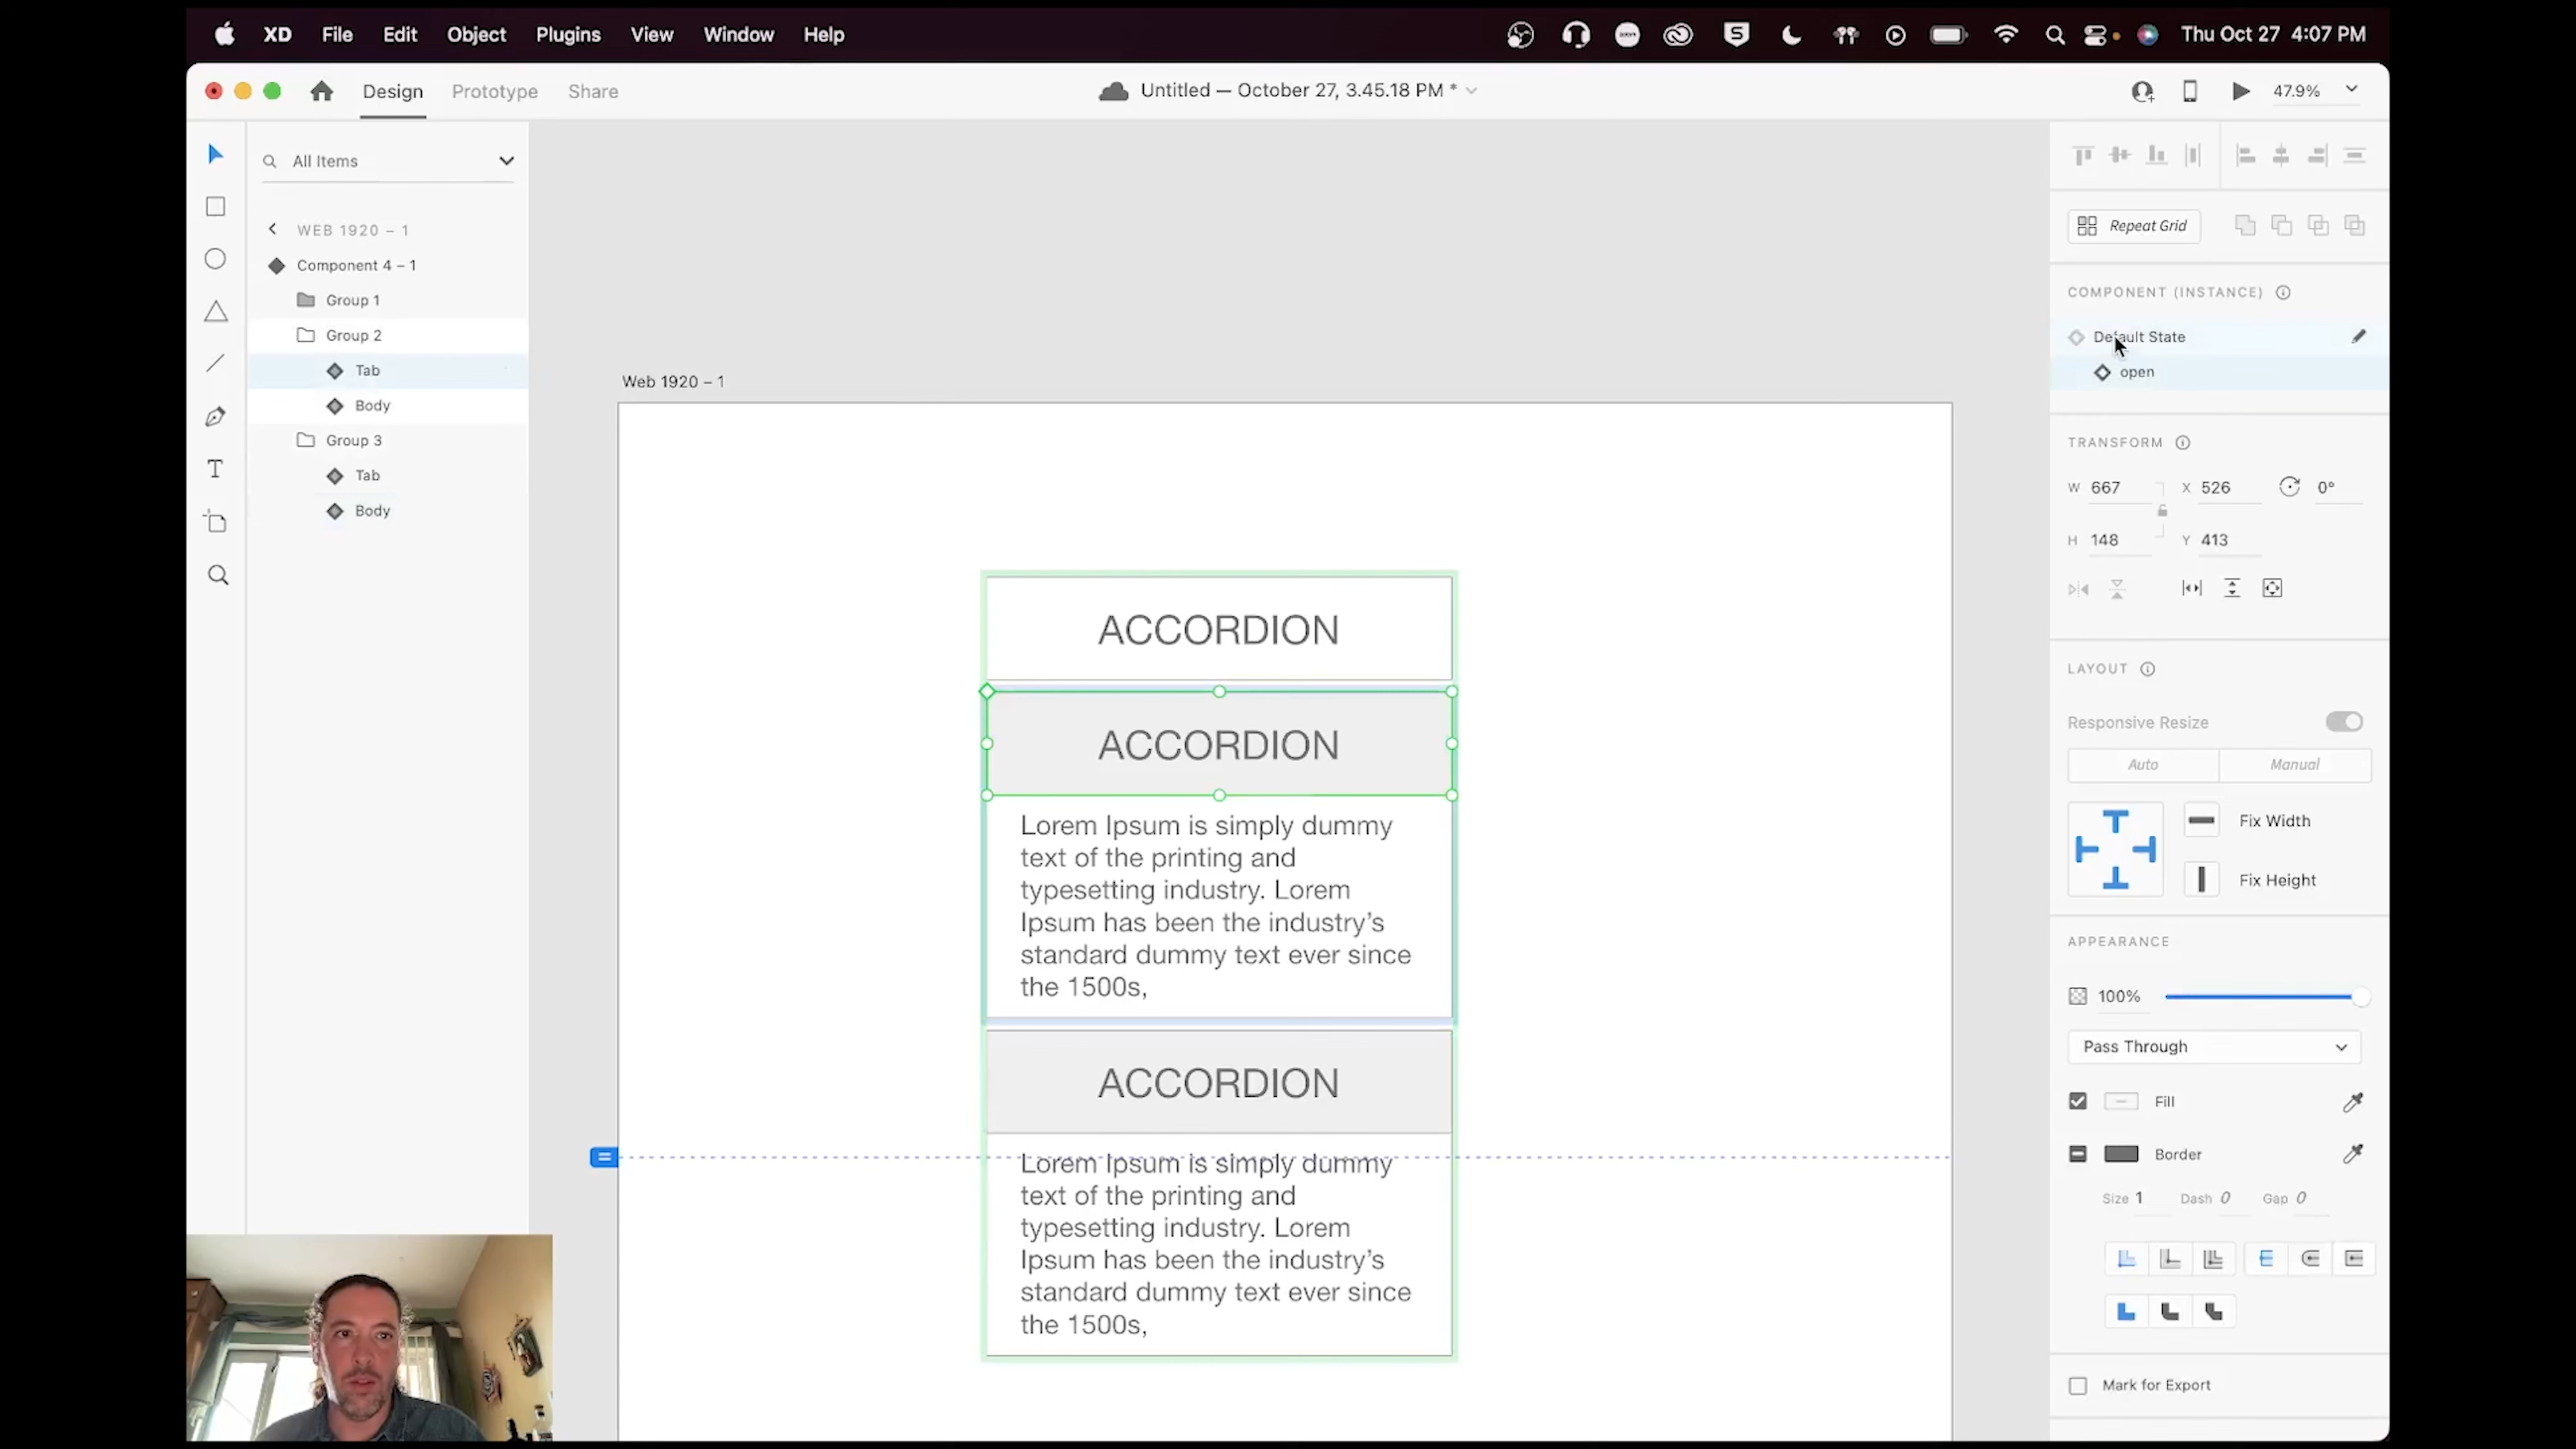 XD File Edit Object Plugins View Window Help
S
Thu Oct 27 4:07 PM
Design Prototype Share
Untitled — October 27, 3.45.18 PM *
47.9%
All Items
WEB 1920 – 1
Component 4 – 1
Group 1
Group 2
Tab
Body
Group 3
Tab
Body
T
Web 1920 – 1
ACCORDION
ACCORDION
Lorem Ipsum is simply dummy
text of the printing and
typesetting industry. Lorem
Ipsum has been the industry's
standard dummy text ever since
the 1500s,
ACCORDION
Lorem Ipsum is simply dummy
text of the printing and
typesetting industry. Lorem
Ipsum has been the industry's
standard dummy text ever since
the 1500s,
Repeat Grid
COMPONENT (INSTANCE)
Default State
open
TRANSFORM
W 667 X 526 0°
H 148 Y 413
LAYOUT
Responsive Resize
Auto Manual
Fix Width
Fix Height
APPEARANCE
100%
Pass Through
Fill
Border
Size 1 Dash 0 Gap 0
Mark for Export